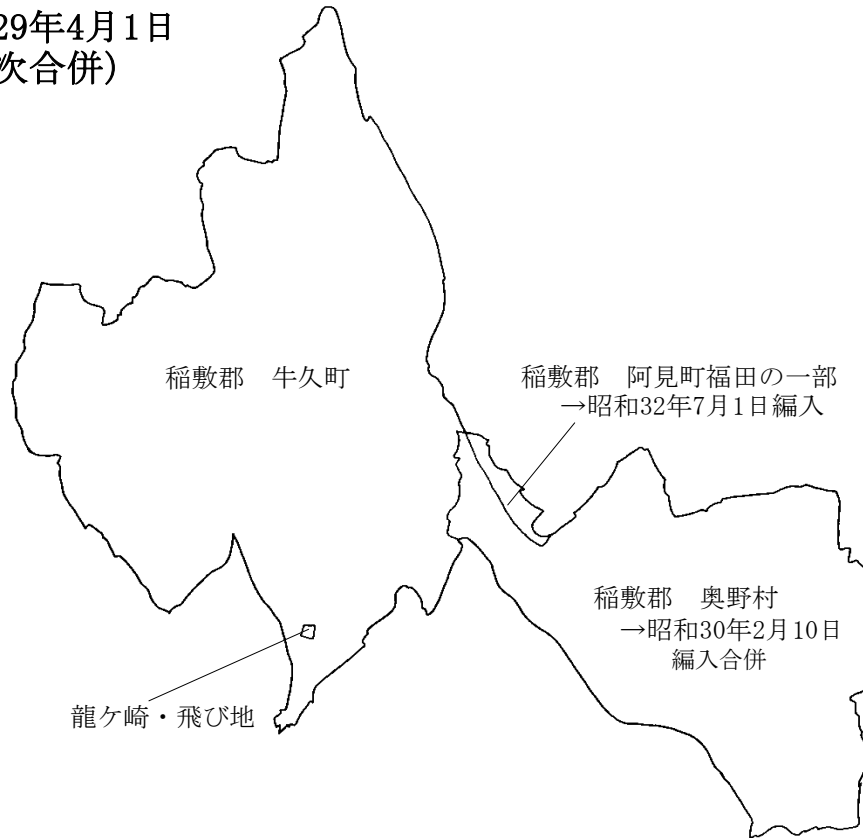 29年4月1日
次合併)
稲敷郡　牛久町
稲敷郡　阿見町福田の一部
→昭和32年7月1日編入
稲敷郡　奥野村
→昭和30年2月10日
編入合併
龍ケ崎・飛び地